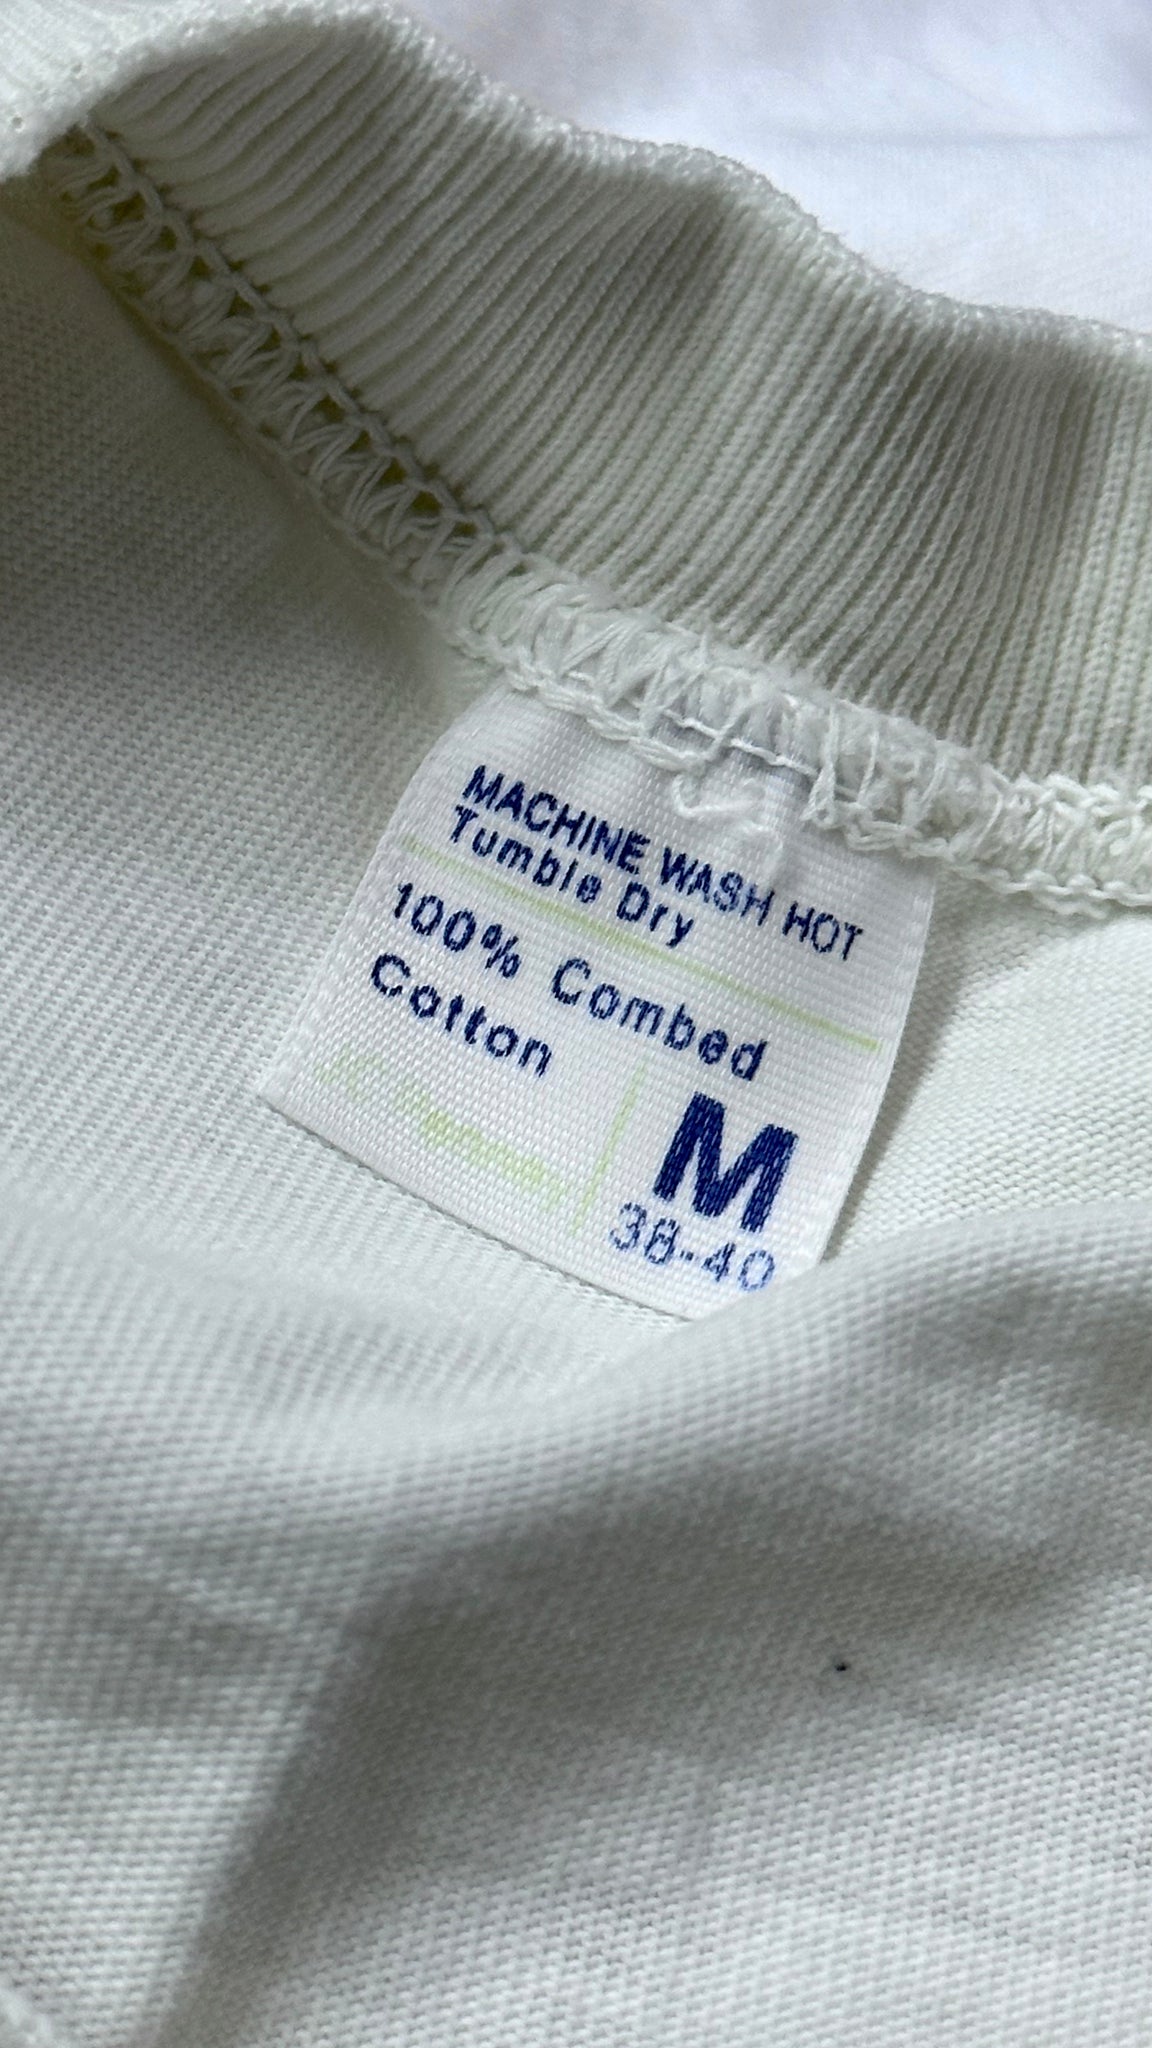 MACHINE WASH HOT
Tumble Dry
100% Combed
Cotton
M
38-40